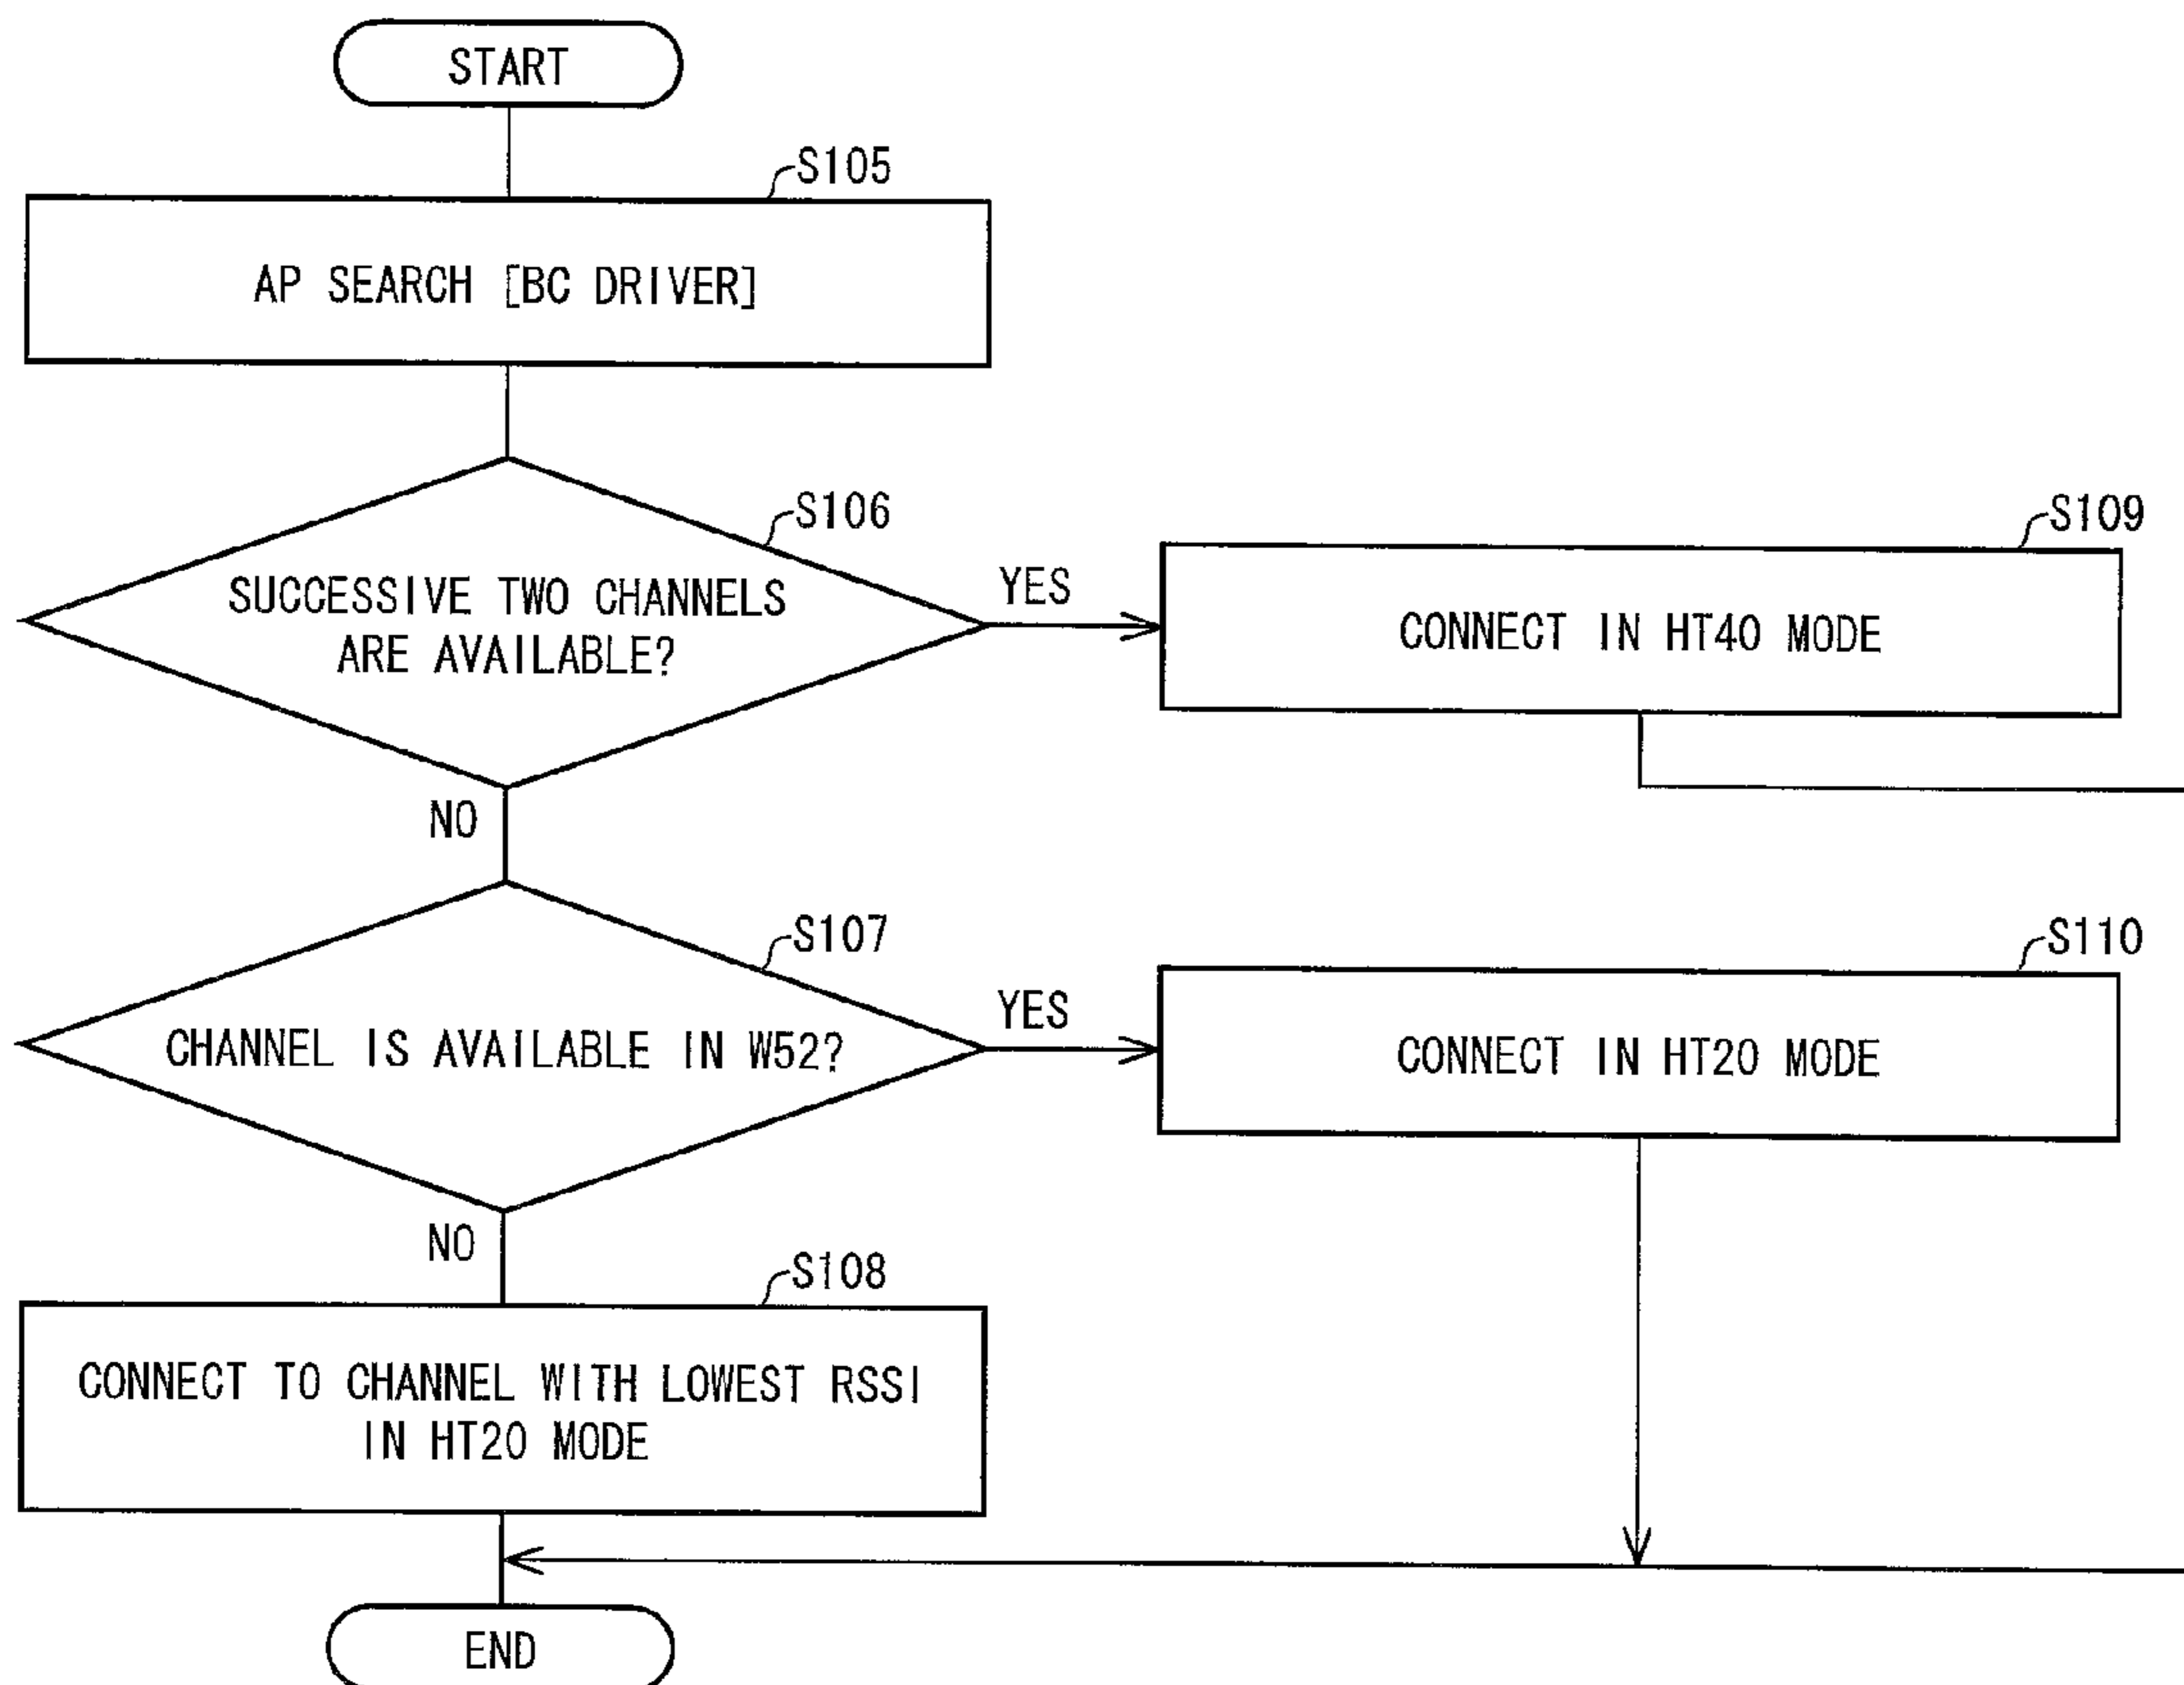 START
S105
AP SEARCH [BC DRIVER]
S106
SUCCESSIVE TWO CHANNELS
ARE AVAILABLE?
YES
S109
CONNECT IN HT40 MODE
NO
S107
CHANNEL IS AVAILABLE IN W52?
YES
S110
CONNECT IN HT20 MODE
NO
S108
CONNECT TO CHANNEL WITH LOWEST RSSI
IN HT20 MODE
END